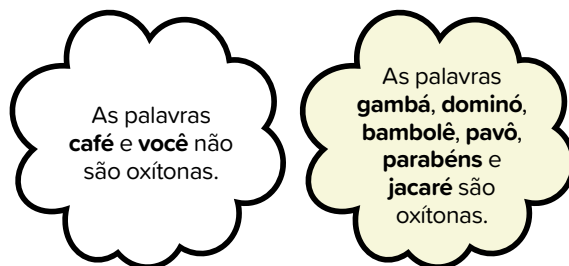 As palavras
café e você não
são oxítonas.
As palavras
gambá, dominó,
bambolê, pavô,
parabéns e
jacaré são
oxítonas.